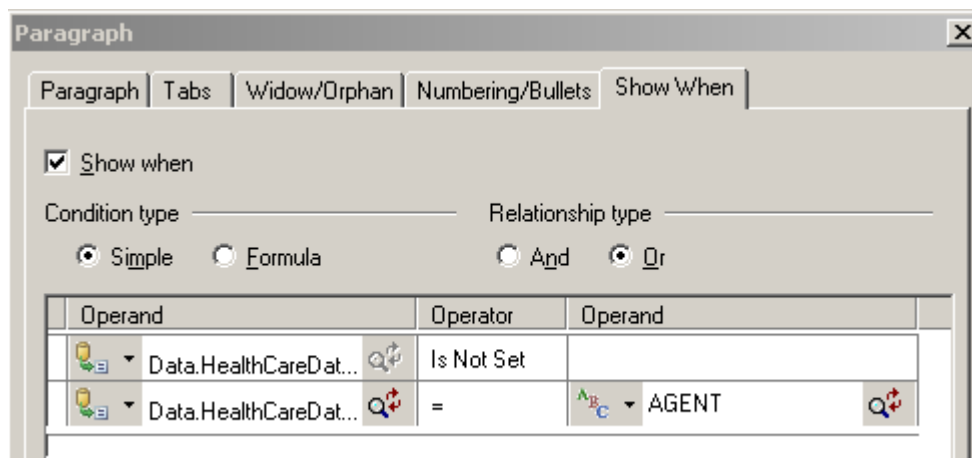 Paragraph
Paragraph Tabs Widow/Orphan Numbering/Bullets Show When
Show when
Condition type Relationship type
Simple Formula And Or
Operand Operator Operand
Data.HealthCareDat... Is Not Set
Data.HealthCareDat... = ABC AGENT